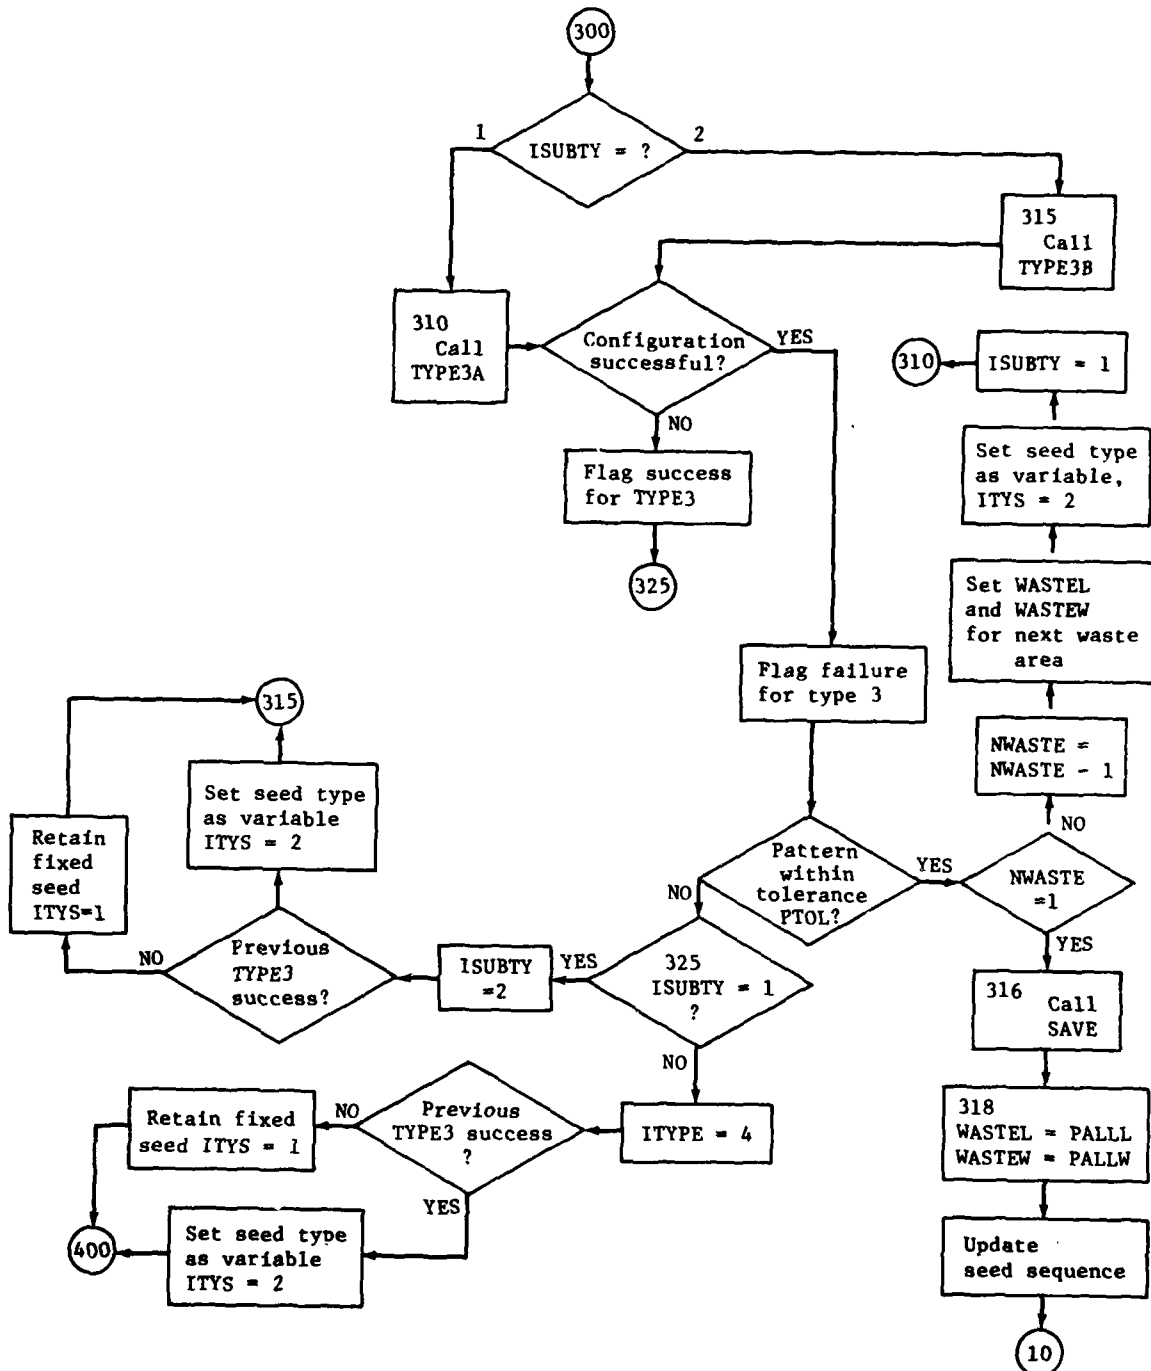 300
1
ISUBTY = ?
2
315
Call
TYPE3B
310
Call
TYPE3A
Configuration
successful?
YES
NO
310
ISUBTY = 1
Set seed type
as variable,
ITYS = 2
Flag success
for TYPE3
325
Set WASTEL
and WASTEW
for next waste
area
Flag failure
for type 3
NWASTE =
NWASTE - 1
NO
315
Set seed type
as variable
ITYS = 2
Retain
fixed
seed
ITYS=1
Pattern
within
tolerance
PTOL?
YES
NWASTE
=1
NO
YES
Previous
TYPE3
success?
NO
ISUBTY
=2
YES
325
ISUBTY = 1
?
NO
316
Call
SAVE
Retain fixed
seed ITYS = 1
NO
Previous
TYPE3 success
?
YES
ITYPE = 4
318
WASTEL = PALLL
WASTEW = PALLW
400
Set seed type
as variable
ITYS = 2
Update
seed sequence
10